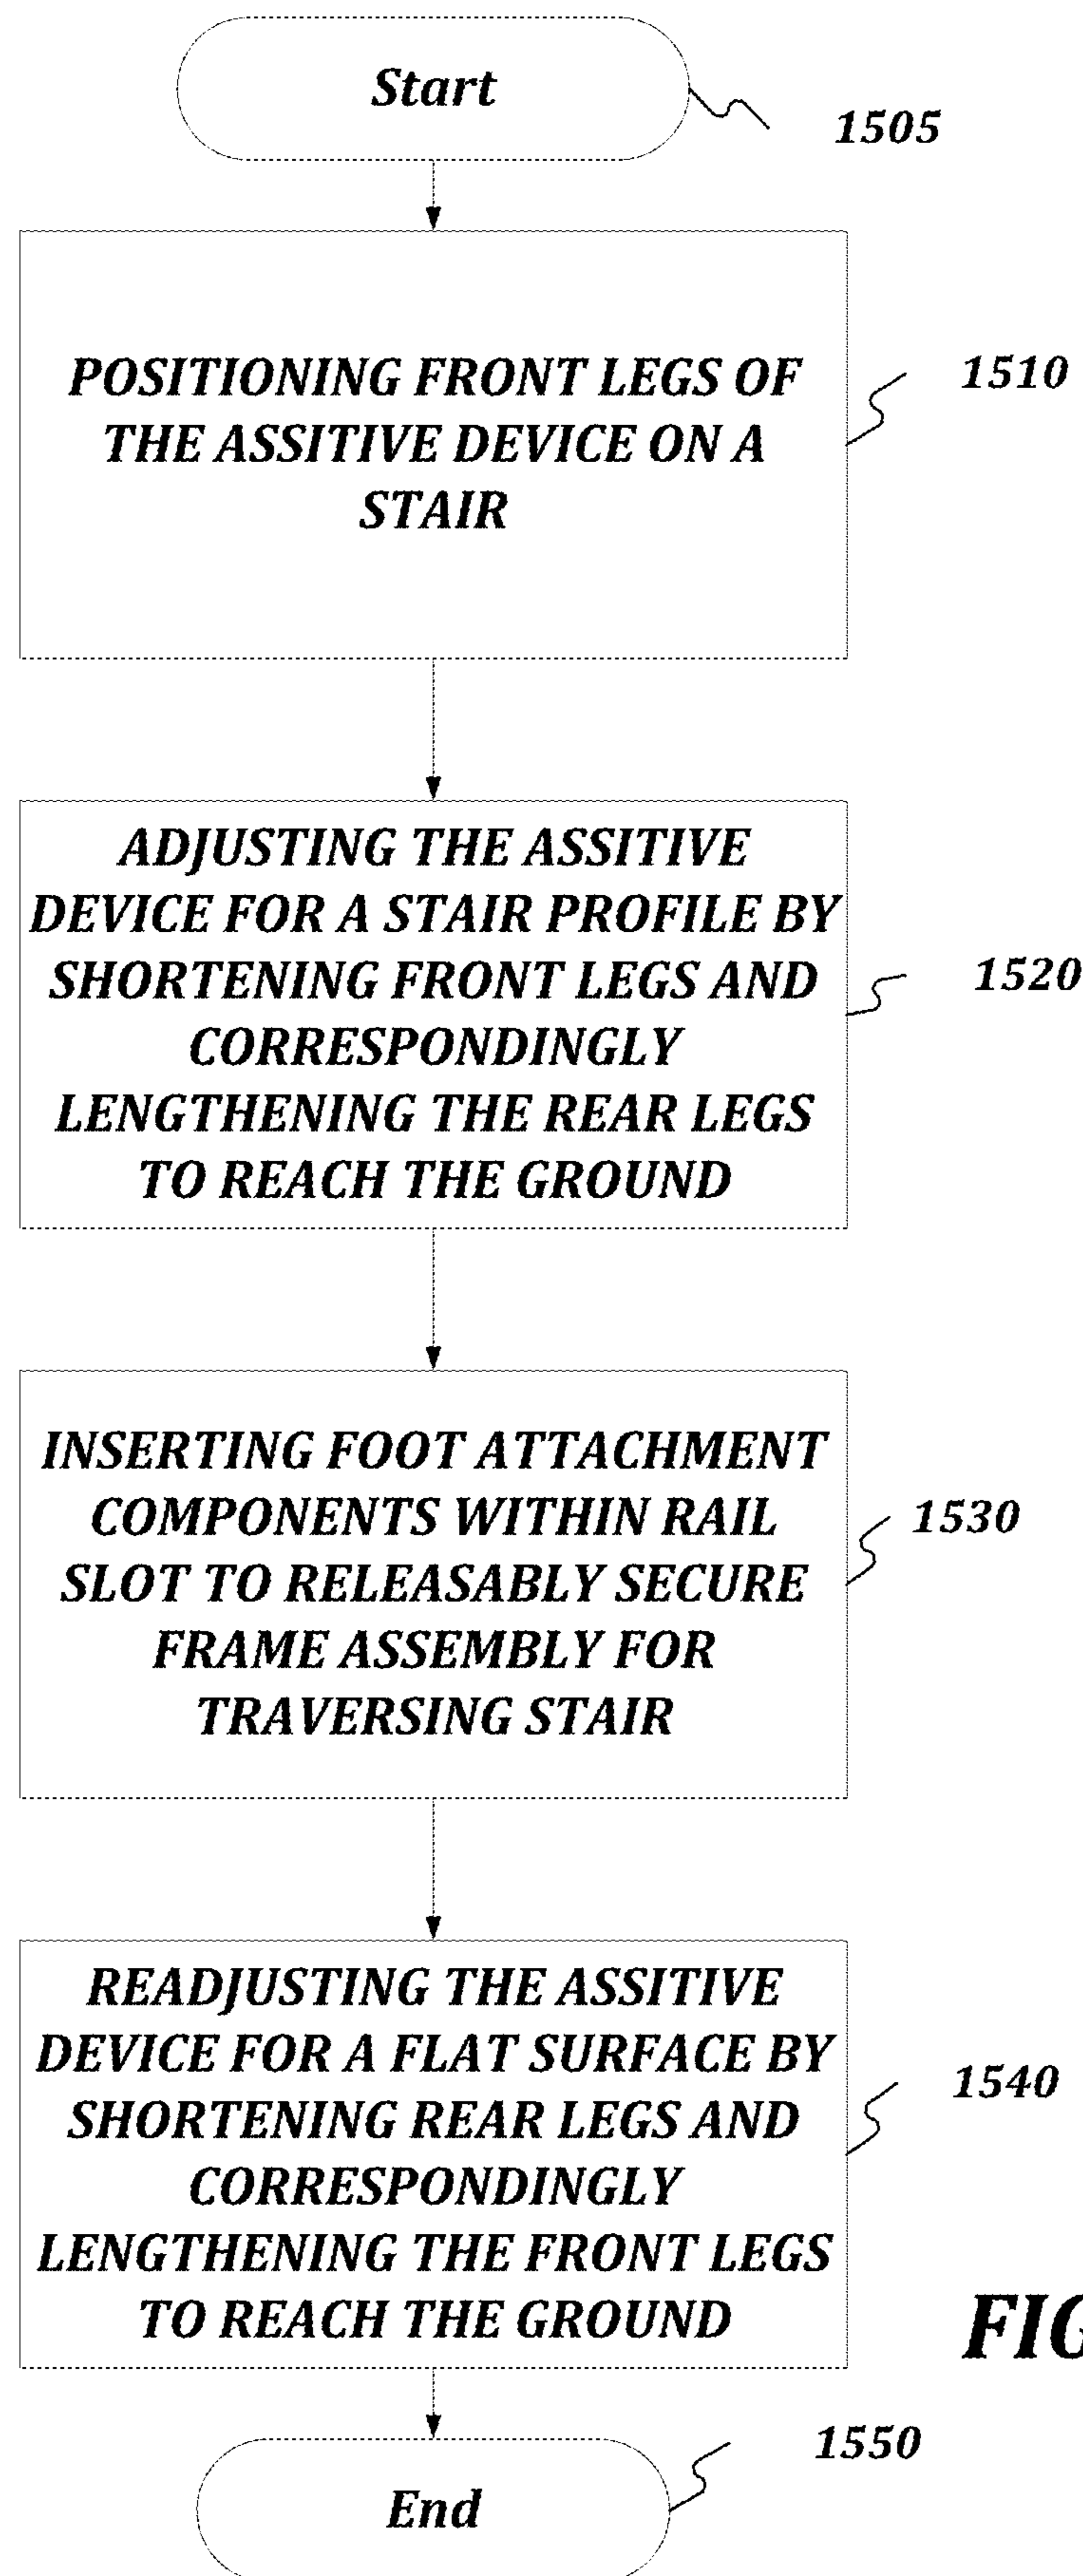 Start
1505
POSITIONING FRONT LEGS OF
THE ASSITIVE DEVICE ON A
STAIR
1510
ADJUSTING THE ASSITIVE
DEVICE FOR A STAIR PROFILE BY
SHORTENING FRONT LEGS AND
CORRESPONDINGLY
LENGTHENING THE REAR LEGS
TO REACH THE GROUND
1520
INSERTING FOOT ATTACHMENT
COMPONENTS WITHIN RAIL
SLOT TO RELEASABLY SECURE
FRAME ASSEMBLY FOR
TRAVERSING STAIR
1530
READJUSTING THE ASSITIVE
DEVICE FOR A FLAT SURFACE BY
SHORTENING REAR LEGS AND
CORRESPONDINGLY
LENGTHENING THE FRONT LEGS
TO REACH THE GROUND
1540
End
1550